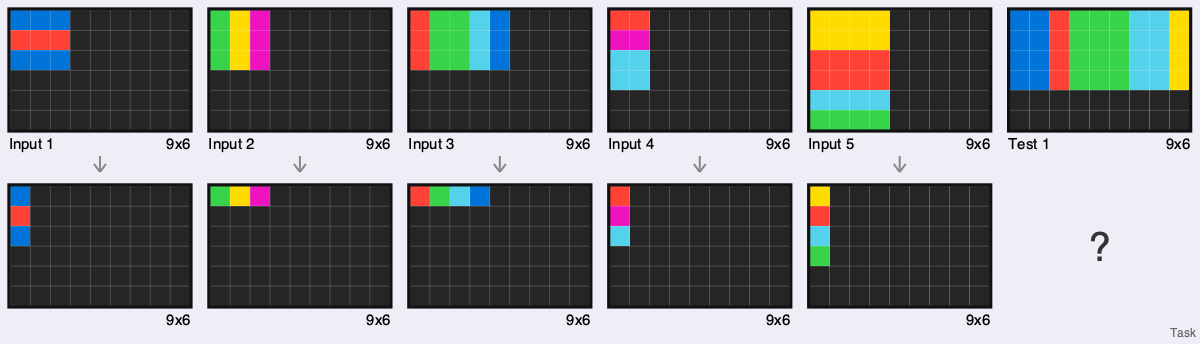 Input 1 9x6
Input 2 9x6
Input 3 9x6
Input 4 9x6
Input 5 9x6
Test 1 9x6
9x6
9x6
9x6
9x6
9x6
?
Task